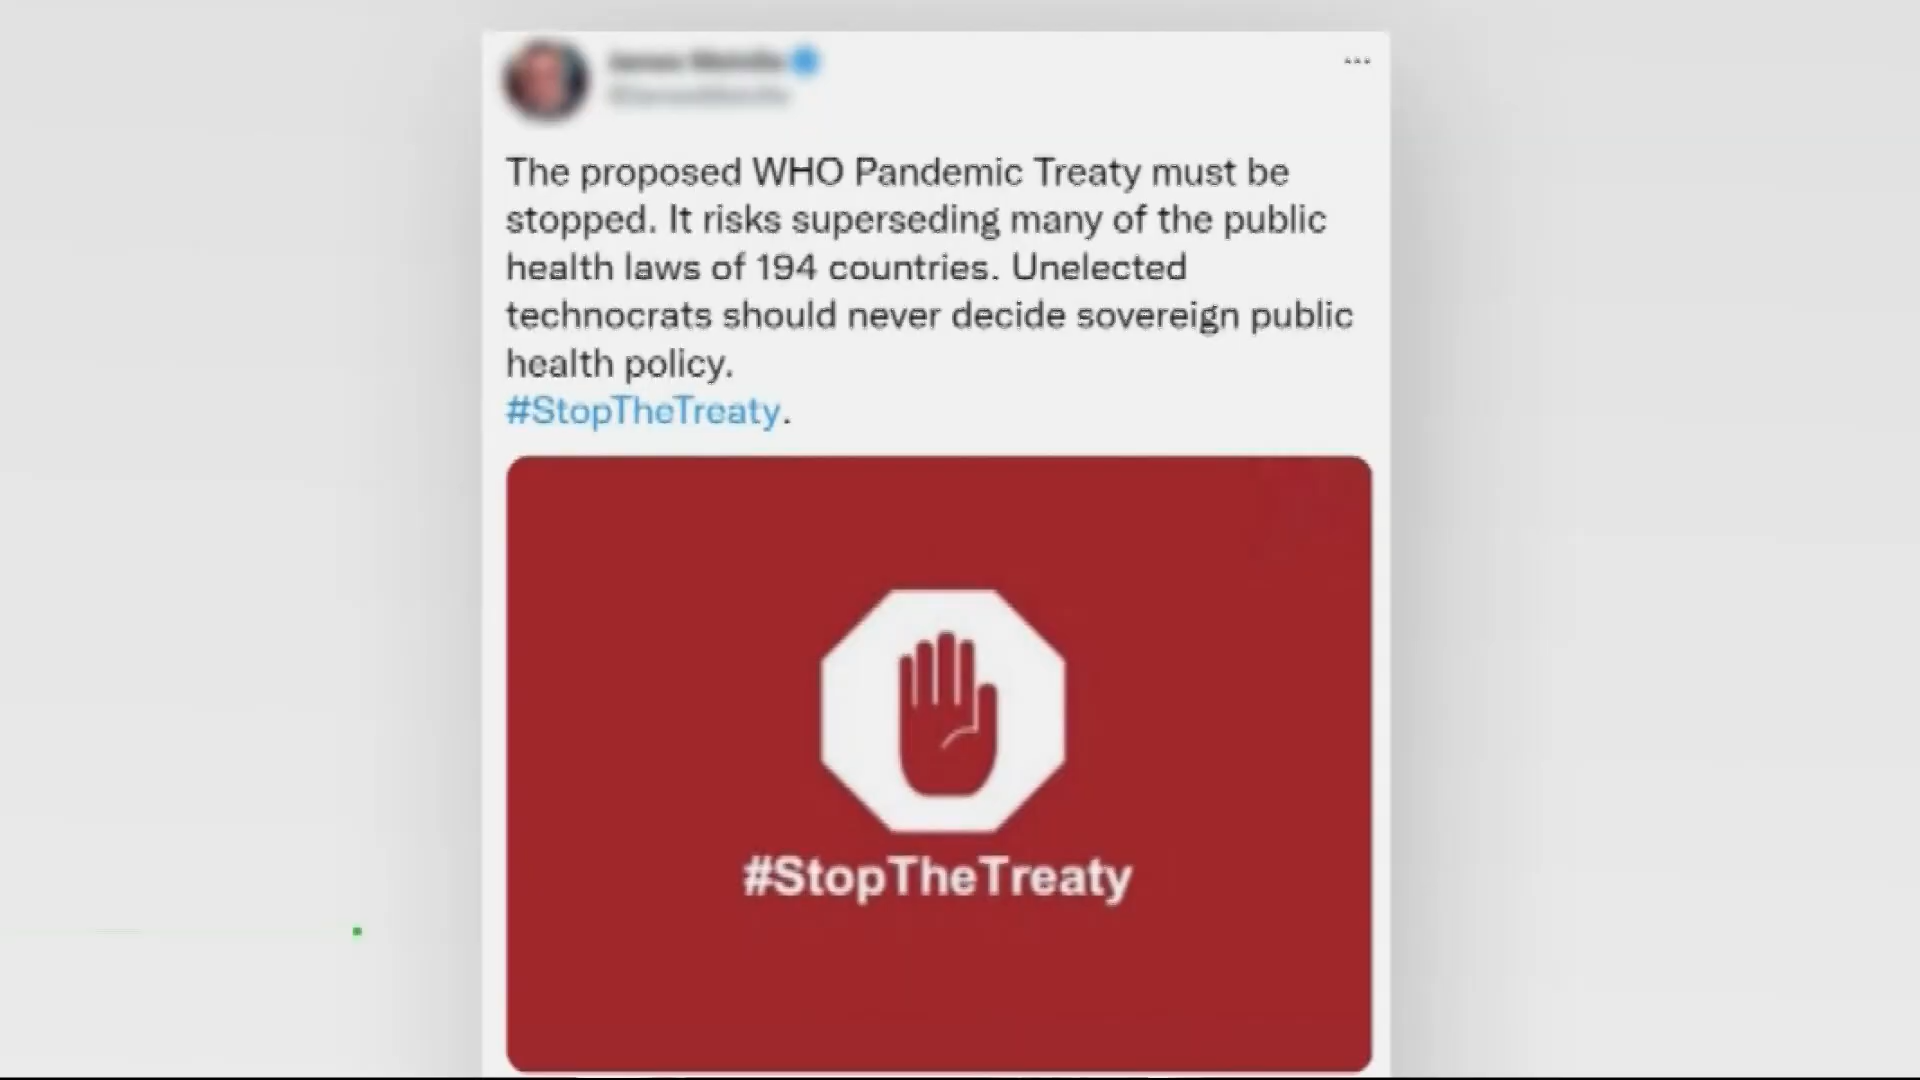 The proposed WHO Pandemic Treaty must be
stopped. It risks superseding many of the public
health laws of 194 countries. Unelected
technocrats should never decide sovereign public
health policy.
#StopTheTreaty.
#StopTheTreaty